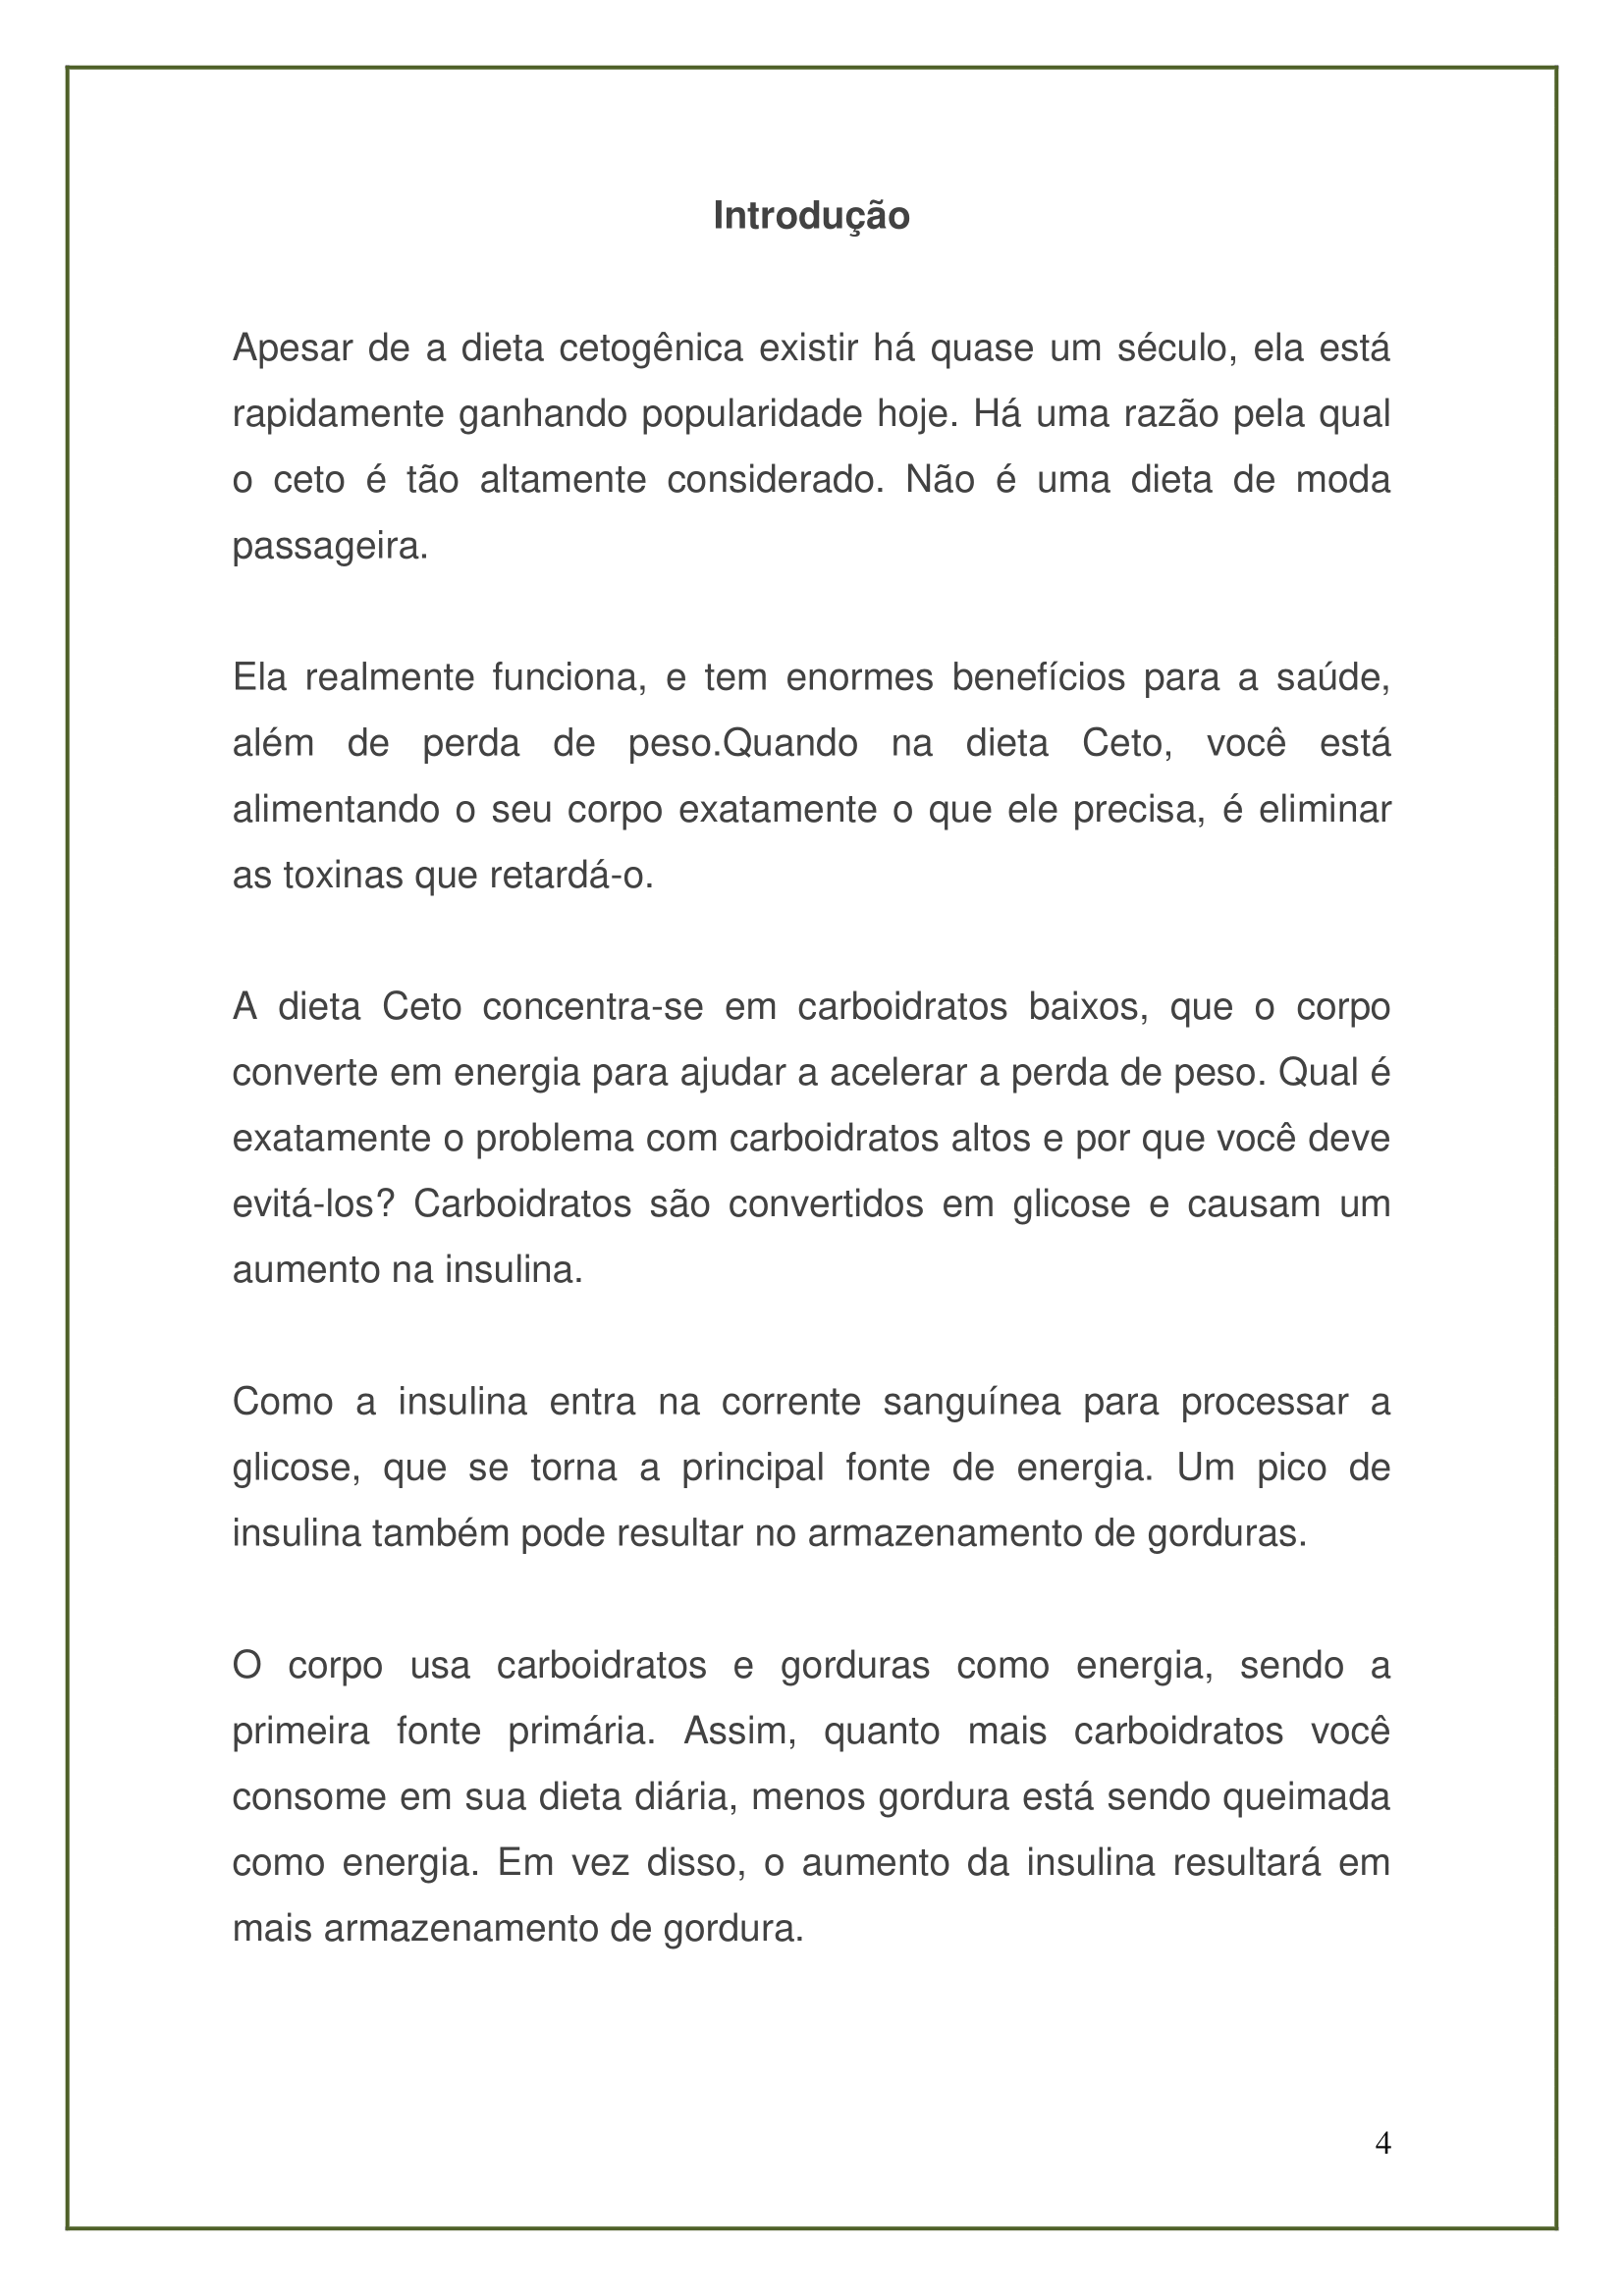 Introdução
Apesar de a dieta cetogênica existir há quase um século, ela está
rapidamente ganhando popularidade hoje. Há uma razão pela qual
o ceto é tão altamente considerado. Não é uma dieta de moda
passageira.
Ela realmente funciona, e tem enormes benefícios para a saúde,
além de perda de peso.Quando na dieta Ceto, você está
alimentando o seu corpo exatamente o que ele precisa, é eliminar
as toxinas que retardá-o.
A dieta Ceto concentra-se em carboidratos baixos, que o corpo
converte em energia para ajudar a acelerar a perda de peso. Qual é
exatamente o problema com carboidratos altos e por que você deve
evitá-los? Carboidratos são convertidos em glicose e causam um
aumento na insulina.
Como a insulina entra na corrente sanguínea para processar a
glicose, que se torna a principal fonte de energia. Um pico de
insulina também pode resultar no armazenamento de gorduras.
O corpo usa carboidratos e gorduras como energia, sendo a
primeira fonte primária. Assim, quanto mais carboidratos você
consome em sua dieta diária, menos gordura está sendo queimada
como energia. Em vez disso, o aumento da insulina resultará em
mais armazenamento de gordura.
4